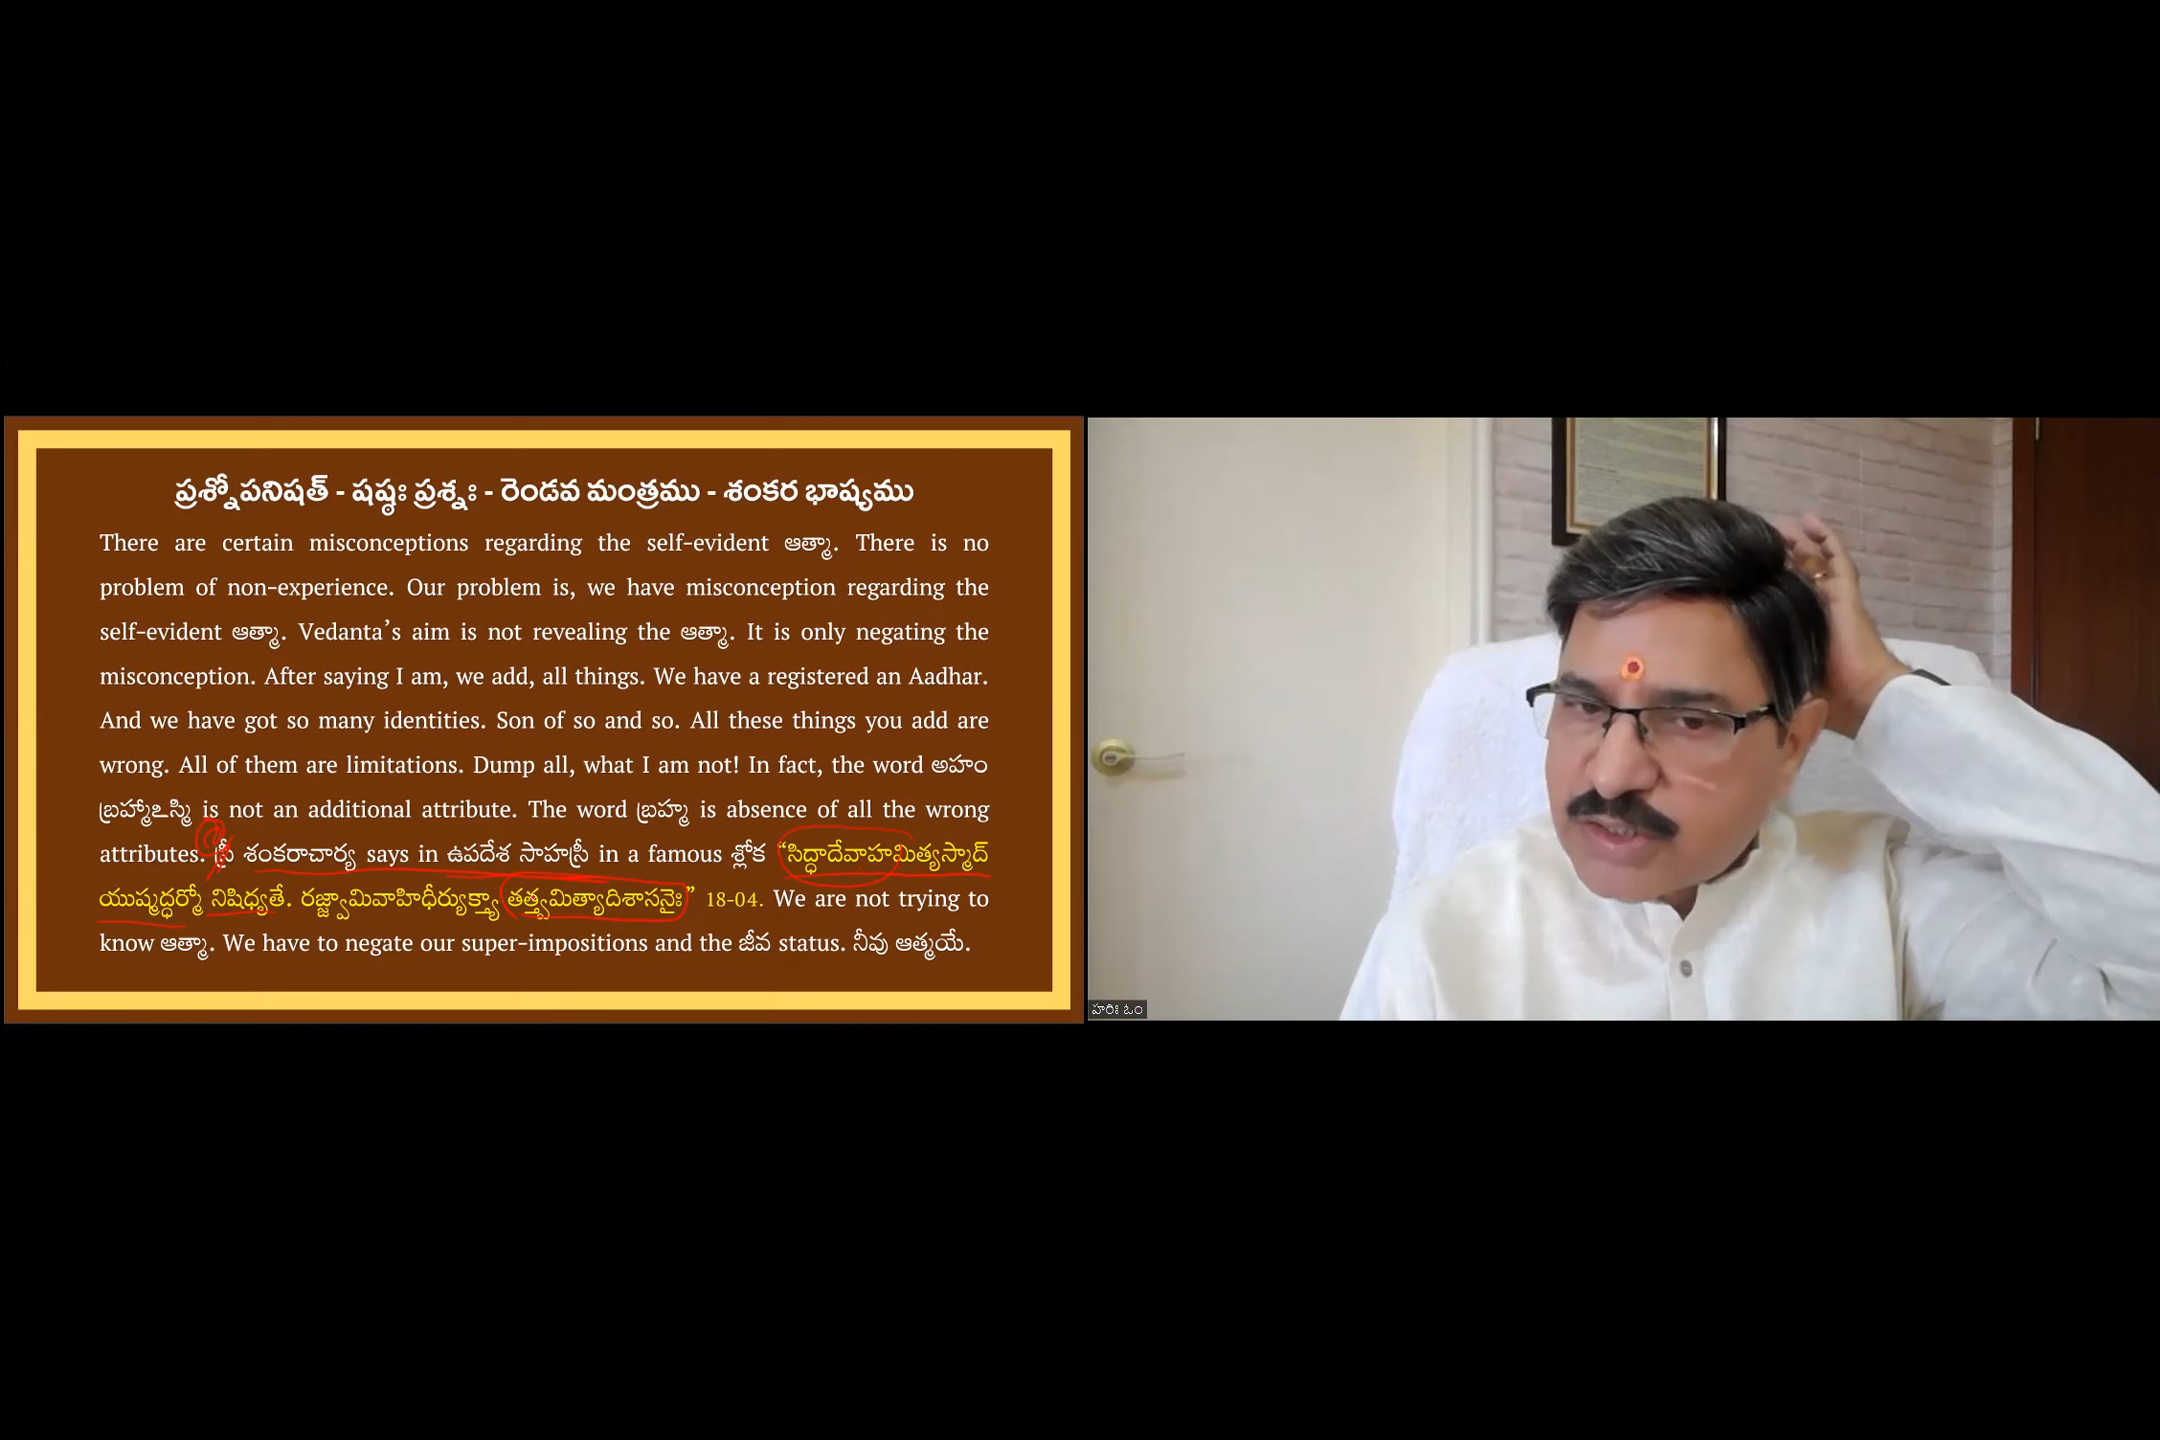 ప్రశ్నోపనిషత్ - షష్ఠః ప్రశ్నః - రెండవ మంత్రము - శంకర భాష్యము
There are certain misconceptions regarding the self-evident ఆత్మా. There is no
problem of non-experience. Our problem is, we have misconception regarding the
self-evident ఆత్మా. Vedanta’s aim is not revealing the ఆత్మా. It is only negating the
misconception. After saying I am, we add, all things. We have a registered an Aadhar.
And we have got so many identities. Son of so and so. All these things you add are
wrong. All of them are limitations. Dump all, what I am not! In fact, the word అహం
బ్రహ్మాఽస్మి is not an additional attribute. The word బ్రహ్మ is absence of all the wrong
attributes. శ్రీ శంకరాచార్య says in ఉపదేశ సాహస్రీ in a famous శ్లోక “సిద్ధాదేవాహమిత్యస్మాద్
యుష్మద్ధర్మో నిషిధ్యతే. రజ్జ్వామివాహిధీర్యుక్త్యా తత్త్వమిత్యాదిశాసనైః” 18-04. We are not trying to
know ఆత్మా. We have to negate our super-impositions and the జీవ status. నీవు ఆత్మయే.
హరిః ఓం